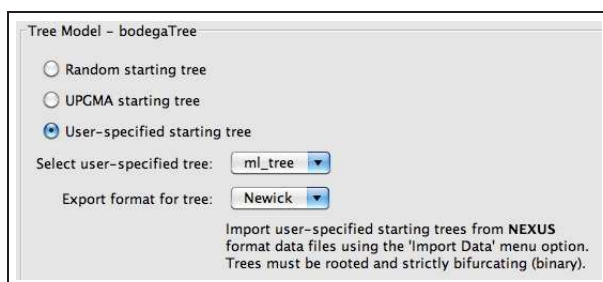 Tree Model – bodegaTree
Random starting tree
UPGMA starting tree
User-specified starting tree
Select user-specified tree: ml_tree
Export format for tree: Newick
Import user-specified starting trees from NEXUS
format data files using the 'Import Data' menu option.
Trees must be rooted and strictly bifurcating (binary).